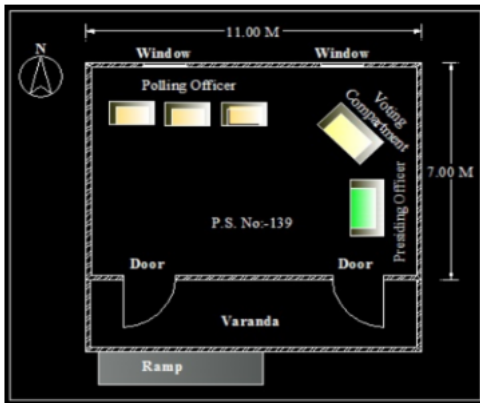 11.00 M
N
Window
Window
Polling Officer
Voting
Compartment
7.00 M
Presiding Officer
P.S. No:-139
Door
Door
Varanda
Ramp